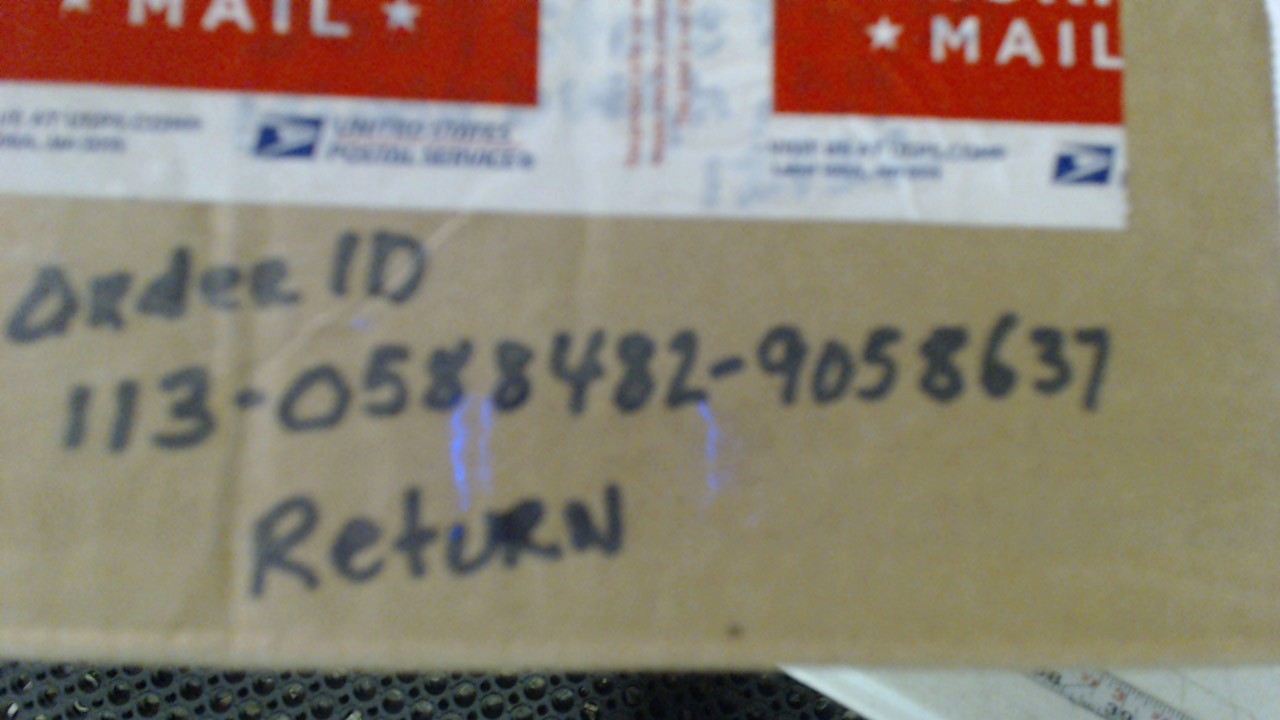 ★ MAIL ★
★ MAIL
UNITED STATES
POSTAL SERVICE®
Order ID
113-0588482-9058637
Return